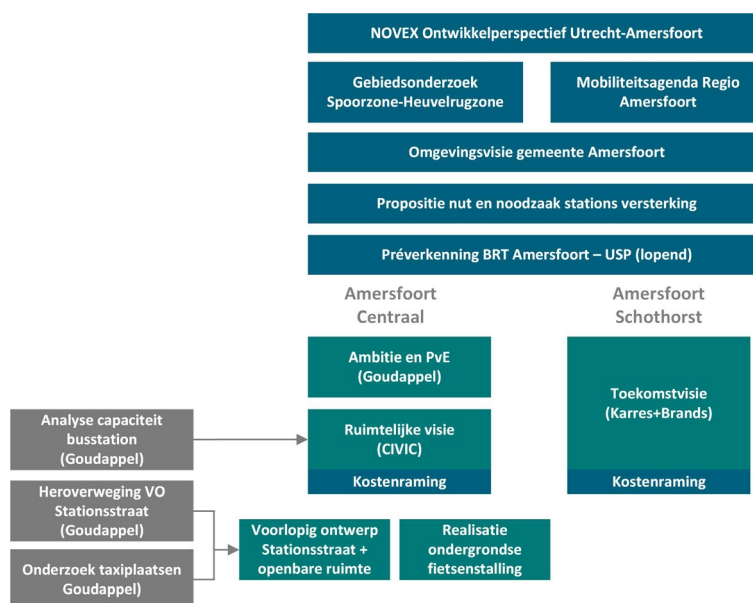 NOVEX Ontwikkelperspectief Utrecht-Amersfoort
Gebiedsonderzoek
Spoorzone-Heuvelrugzone
Mobiliteitsagenda Regio
Amersfoort
Omgevingsvisie gemeente Amersfoort
Propositie nut en noodzaak stations versterking
Préverkenning BRT Amersfoort – USP (lopend)
Amersfoort
Centraal
Amersfoort
Schothorst
Ambitie en PvE
(Goudappel)
Toekomstvisie
(Karres+Brands)
Analyse capaciteit
busstation
(Goudappel)
Ruimtelijke visie
(CIVIC)
Kostenraming
Kostenraming
Heroverweging VO
Stationsstraat
(Goudappel)
Onderzoek taxiplaatsen
Goudappel)
Voorlopig ontwerp
Stationsstraat +
openbare ruimte
Realisatie
ondergrondse
fietsenstalling